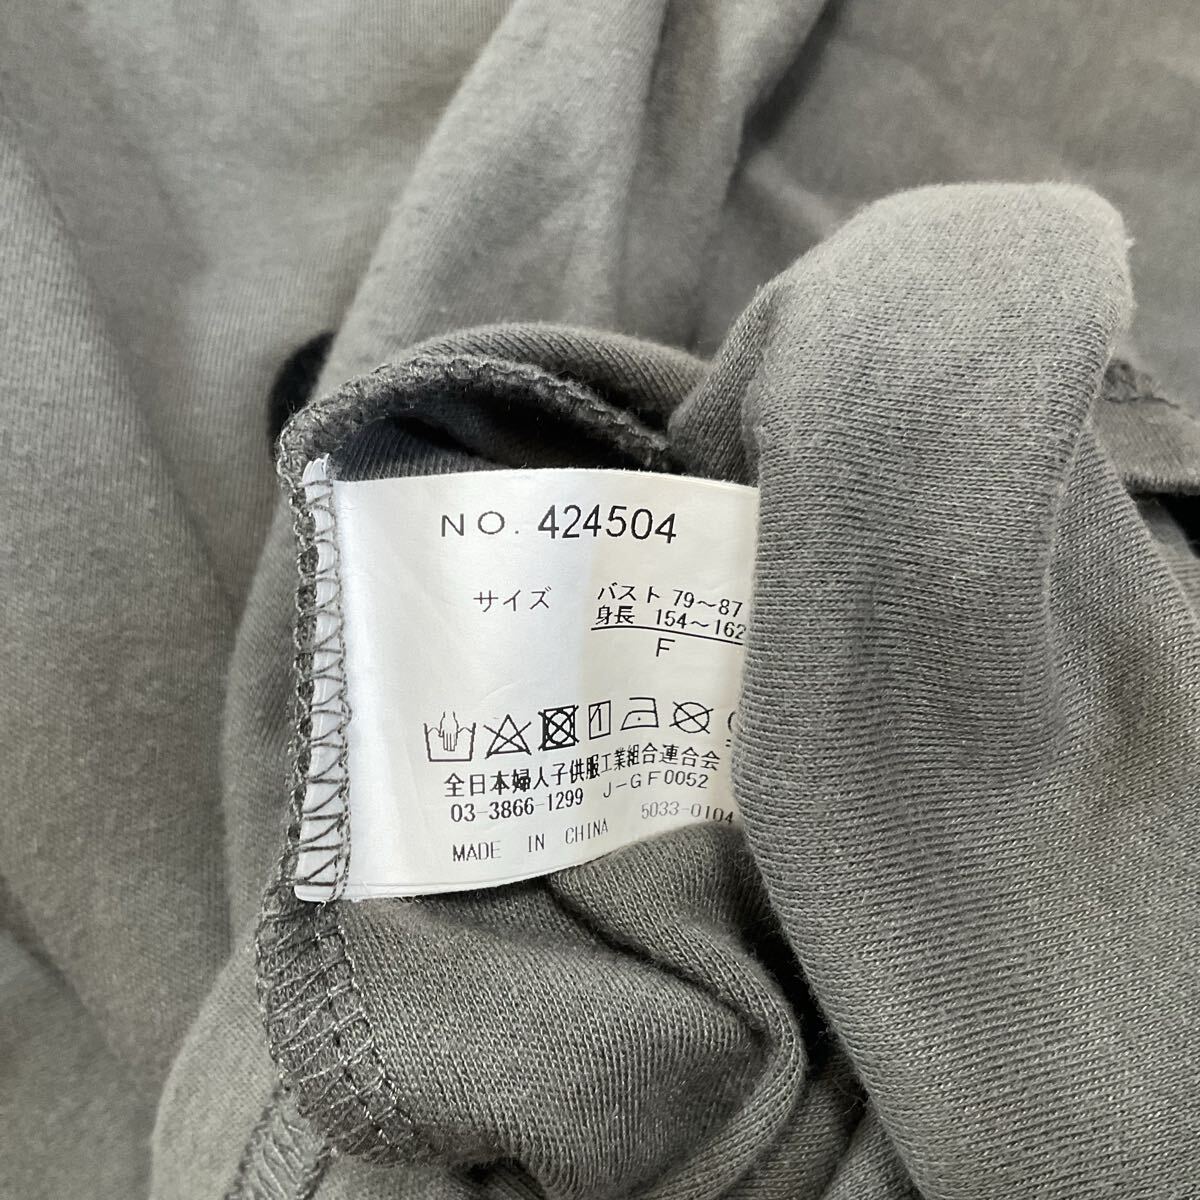 NO. 424504
サイズ
バスト 79〜87
身長 154〜162
F
全日本婦人子供服工業組合連合会
03-3866-1299 J-GF0052
MADE IN CHINA 5033-0104